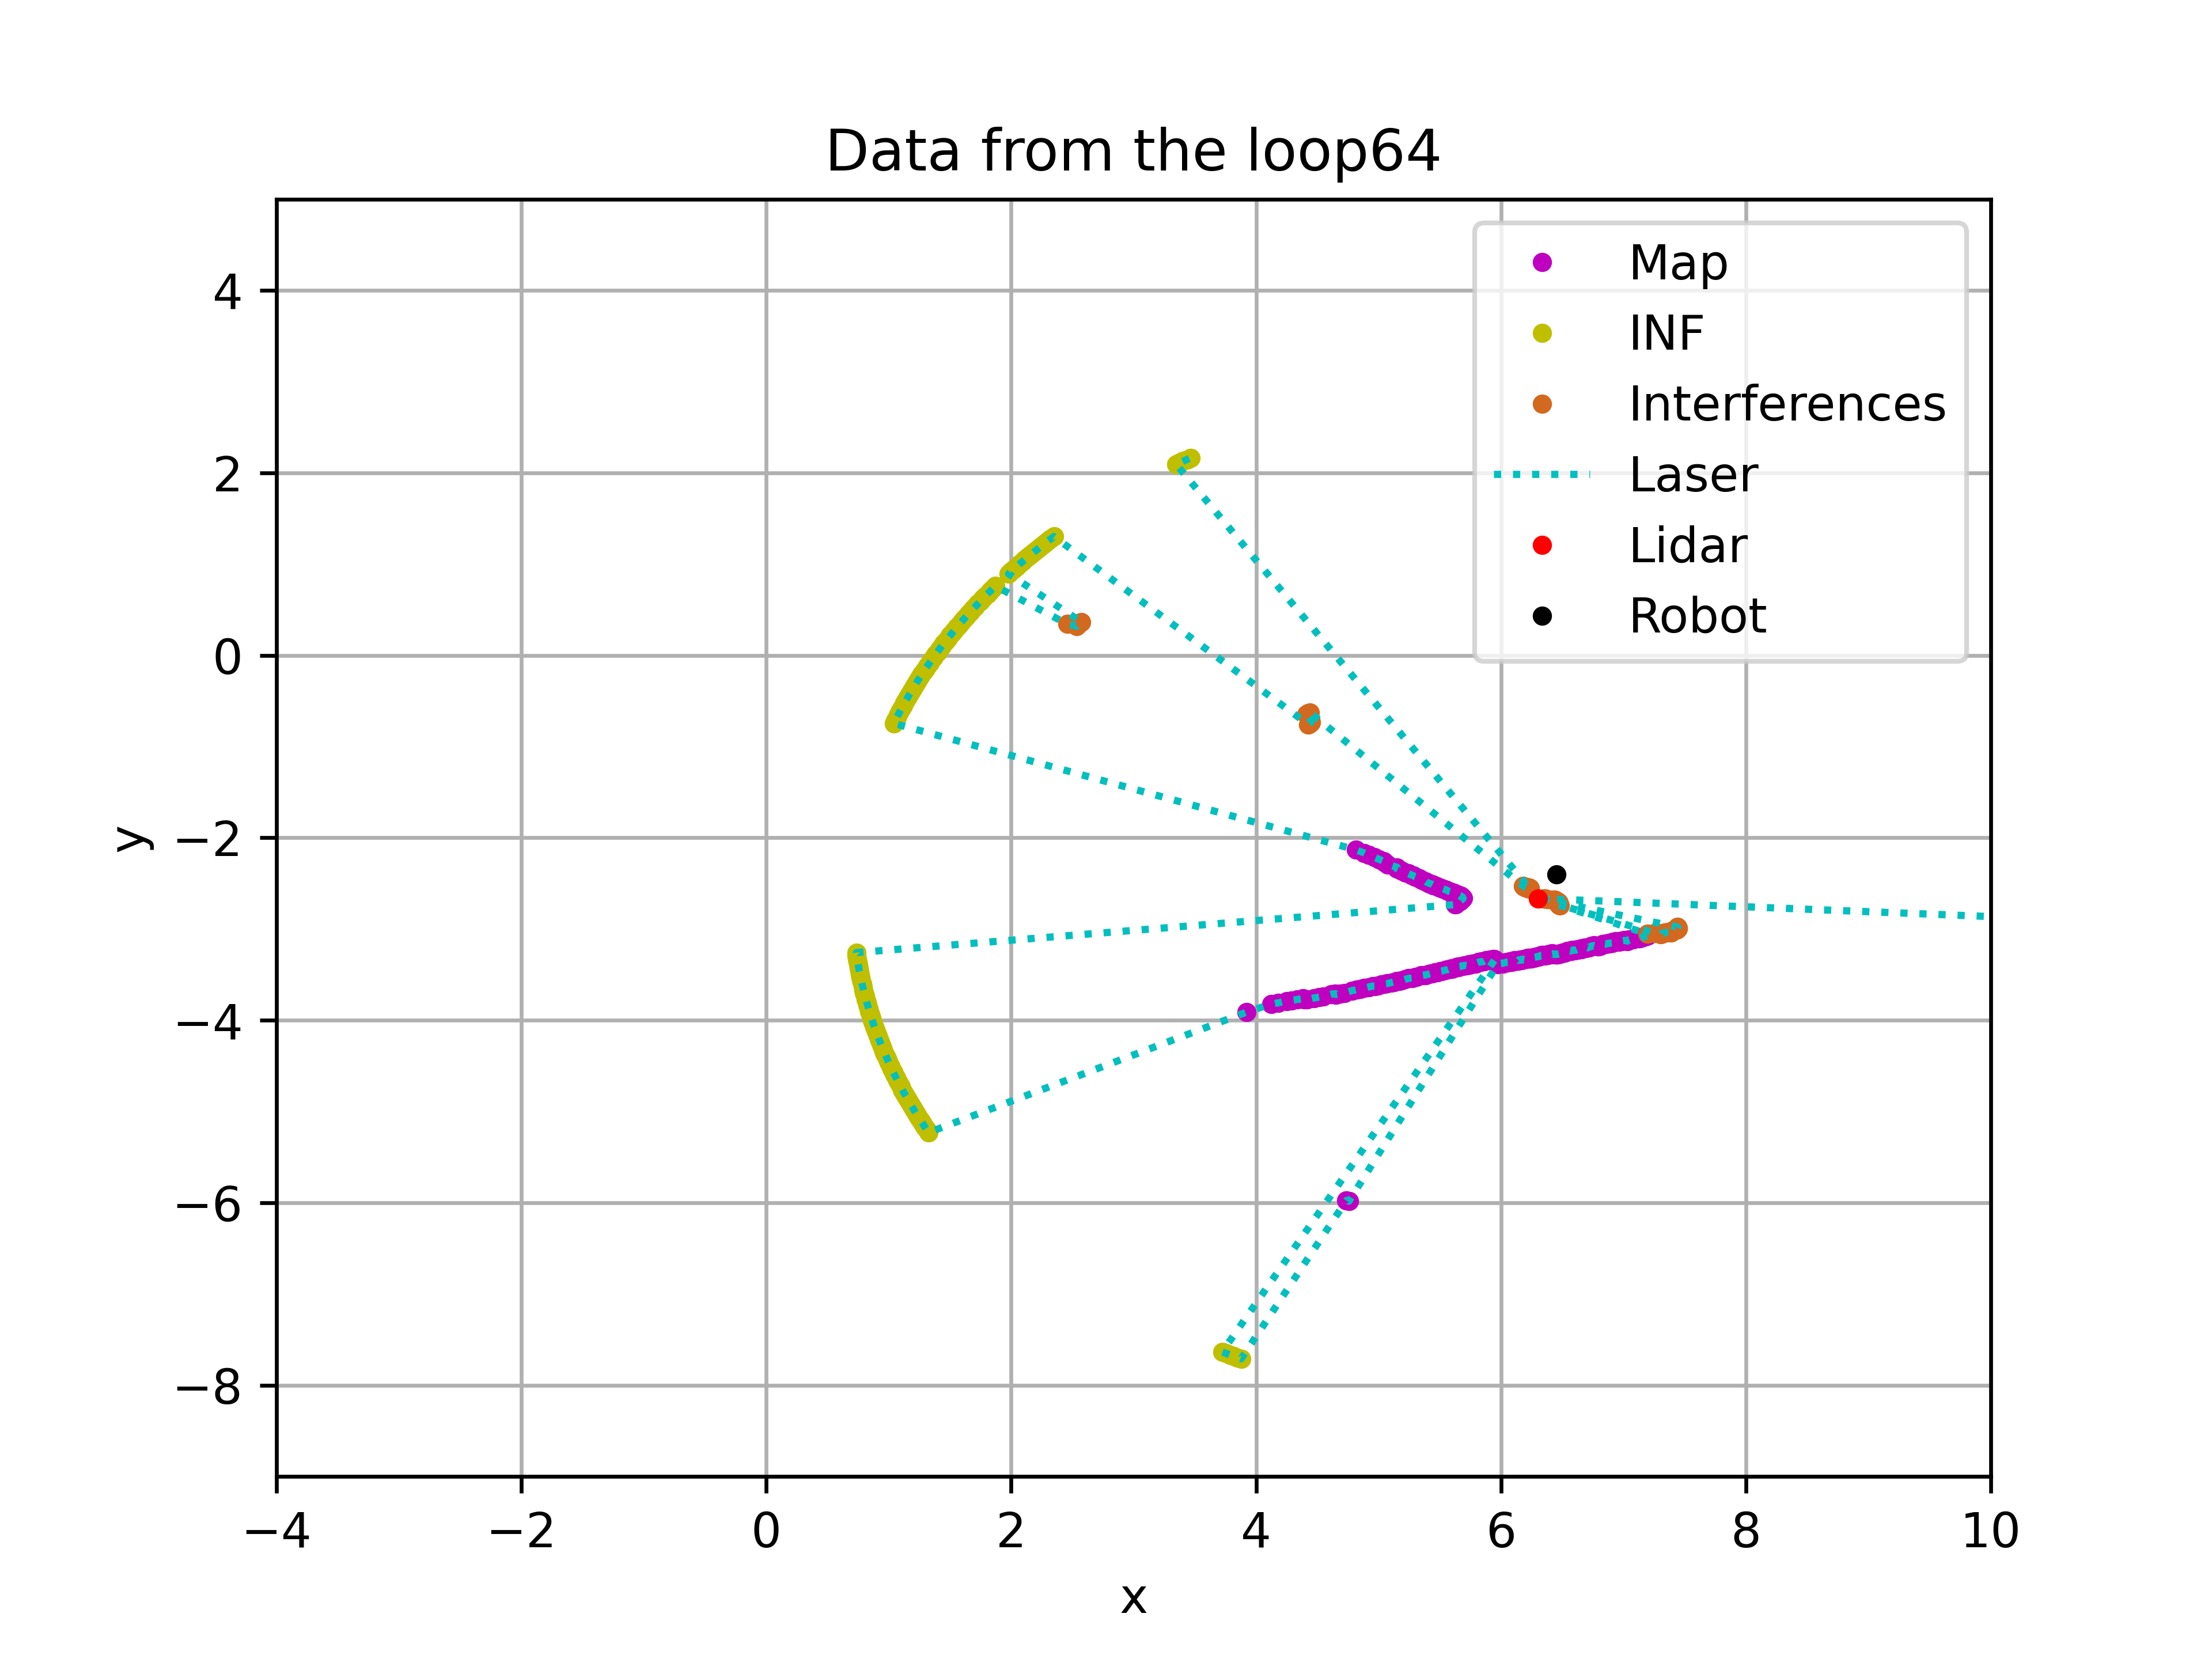 Data from the loop64
Map
INF
Interferences
Laser
Lidar
Robot
4
2
0
−2
−4
−6
−8
y
−4 −2 0 2 4 6 8 10
x